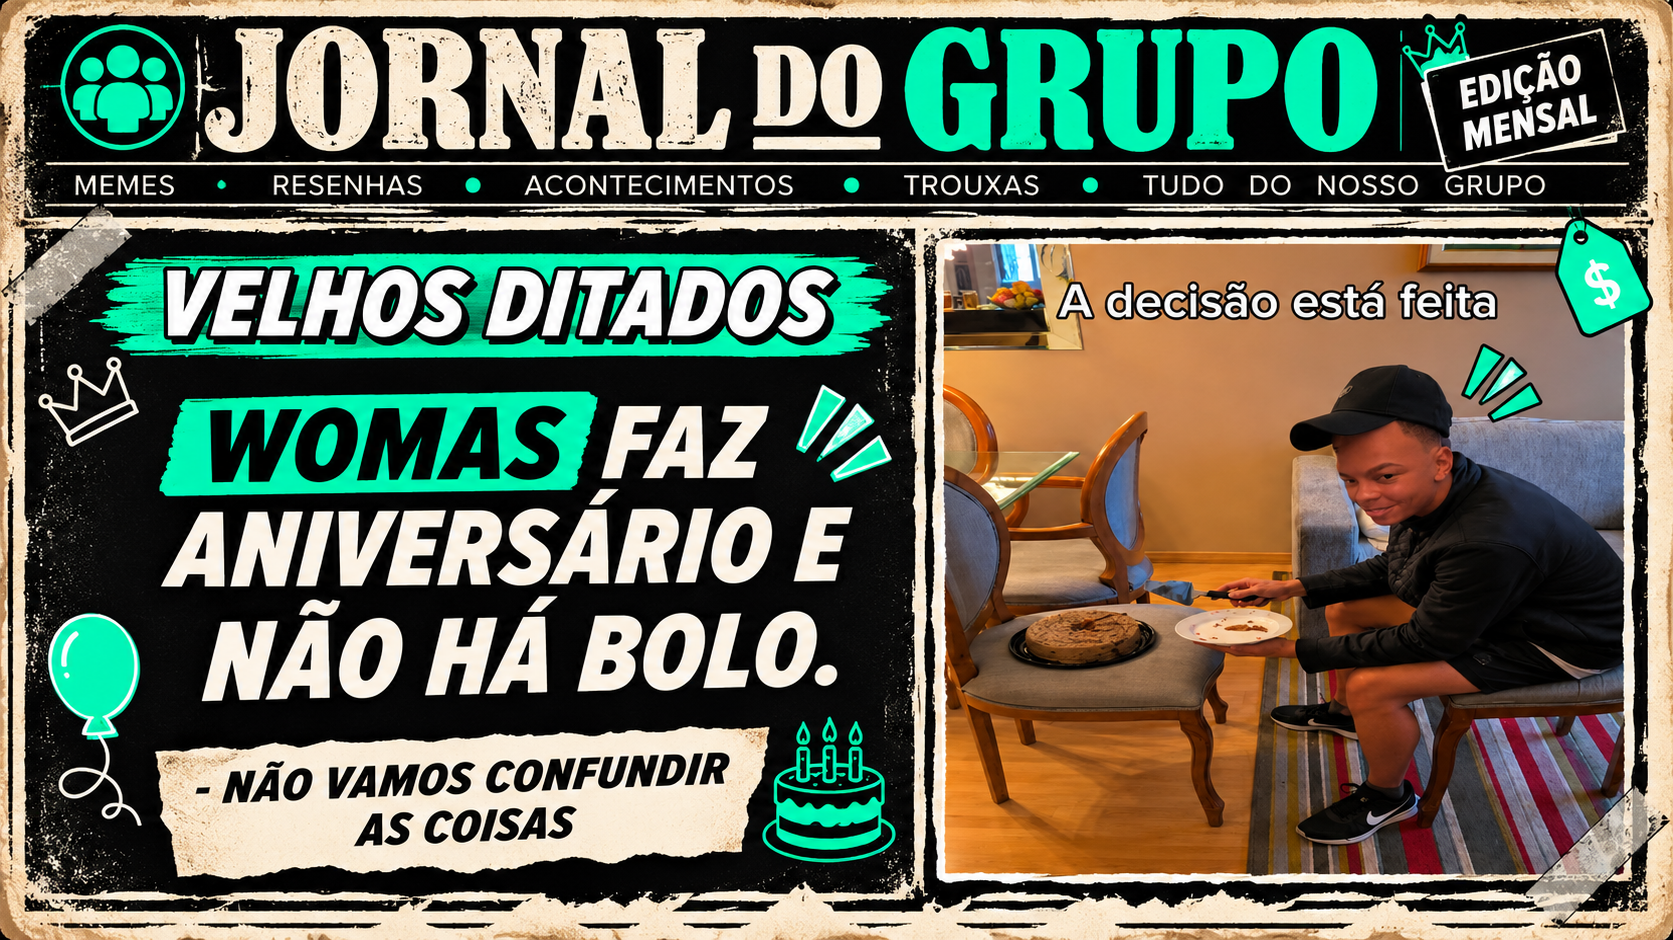 JORNAL DO GRUPO
EDIÇÃO
MENSAL
MEMES • RESENHAS • ACONTECIMENTOS • TROUXAS • TUDO DO NOSSO GRUPO
VELHOS DITADOS
WOMAS FAZ
ANIVERSÁRIO E
NÃO HÁ BOLO.
- NÃO VAMOS CONFUNDIR
AS COISAS
A decisão está feita
$